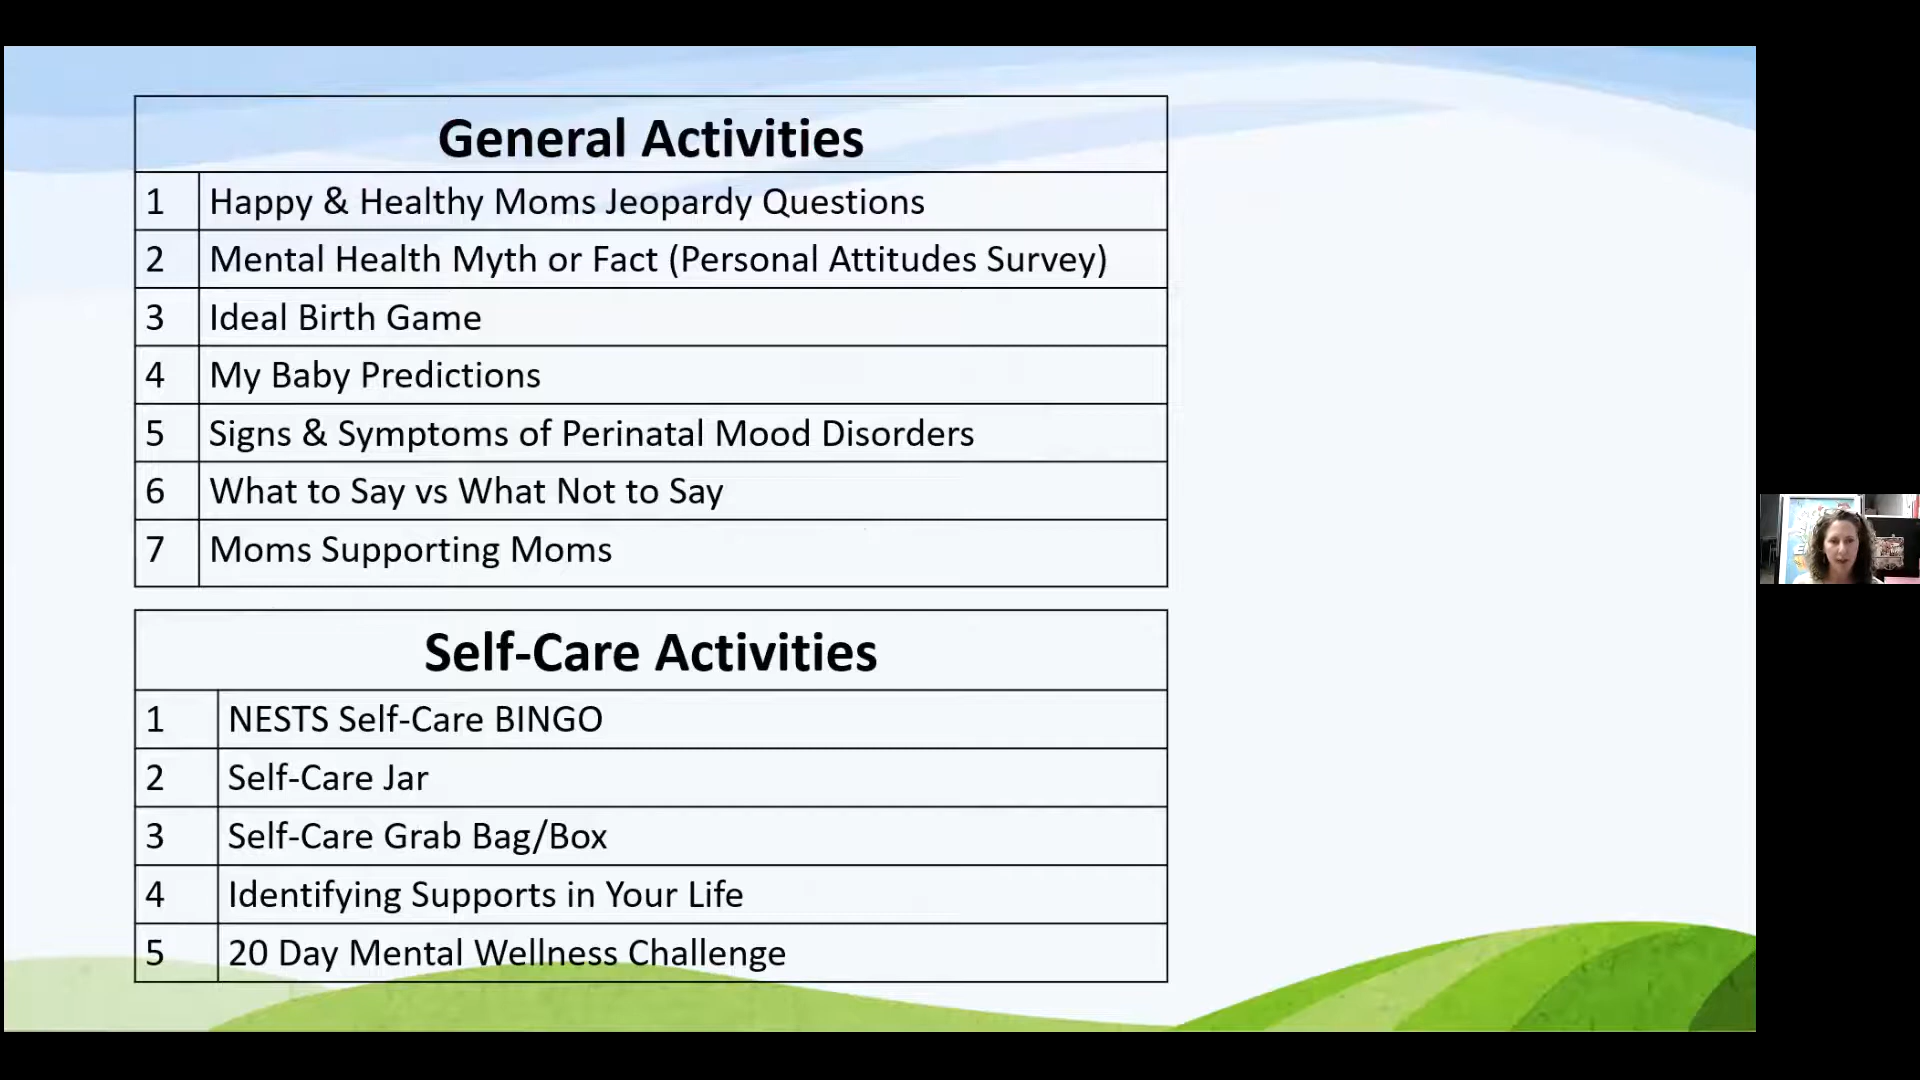 General Activities
1 Happy & Healthy Moms Jeopardy Questions
2 Mental Health Myth or Fact (Personal Attitudes Survey)
3 Ideal Birth Game
4 My Baby Predictions
5 Signs & Symptoms of Perinatal Mood Disorders
6 What to Say vs What Not to Say
7 Moms Supporting Moms
Self-Care Activities
1 NESTS Self-Care BINGO
2 Self-Care Jar
3 Self-Care Grab Bag/Box
4 Identifying Supports in Your Life
5 20 Day Mental Wellness Challenge